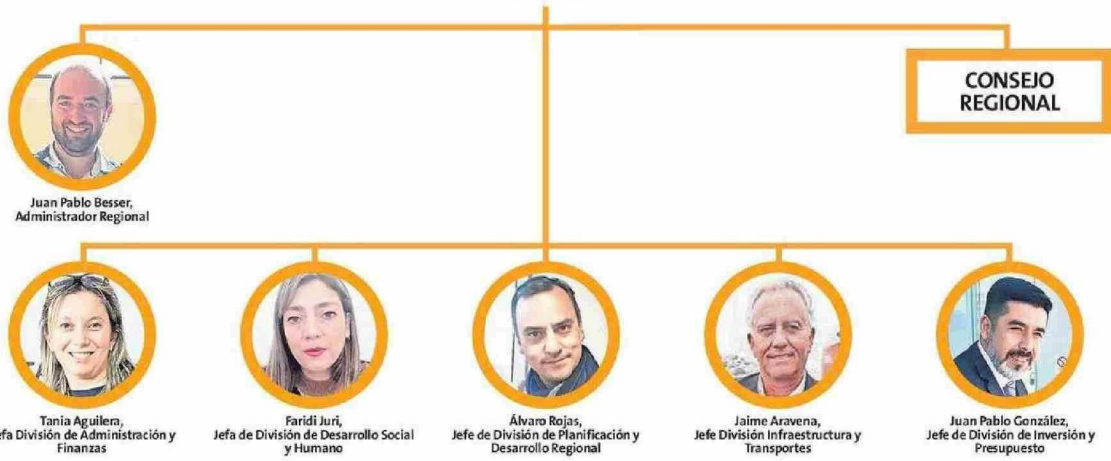 CONSEJO
REGIONAL
Juan Pablo Besser,
Administrador Regional
Tania Aguilera,
efa División de Administración y
Finanzas
Faridi Juri,
Jefa de División de Desarrollo Social
y Humano
Álvaro Rojas,
Jefe de División de Planificación y
Desarrollo Regional
Jaime Aravena,
Jefe División Infraestructura y
Transportes
Juan Pablo González,
Jefe de División de Inversión y
Presupuesto